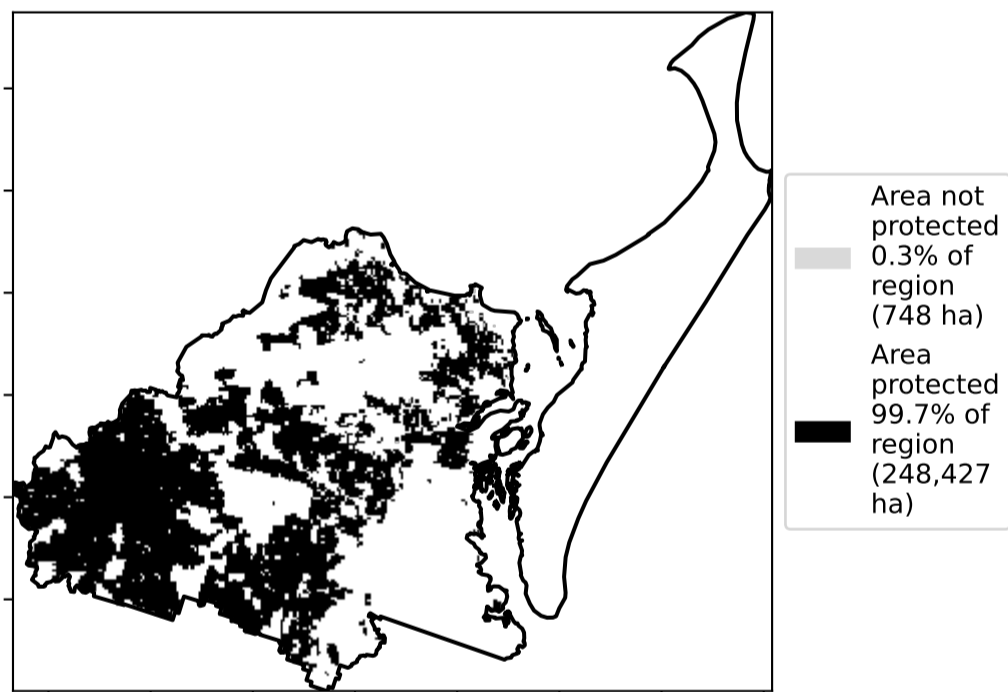 Area not
protected
0.3% of
region
(748 ha)
Area
protected
99.7% of
region
(248,427
ha)